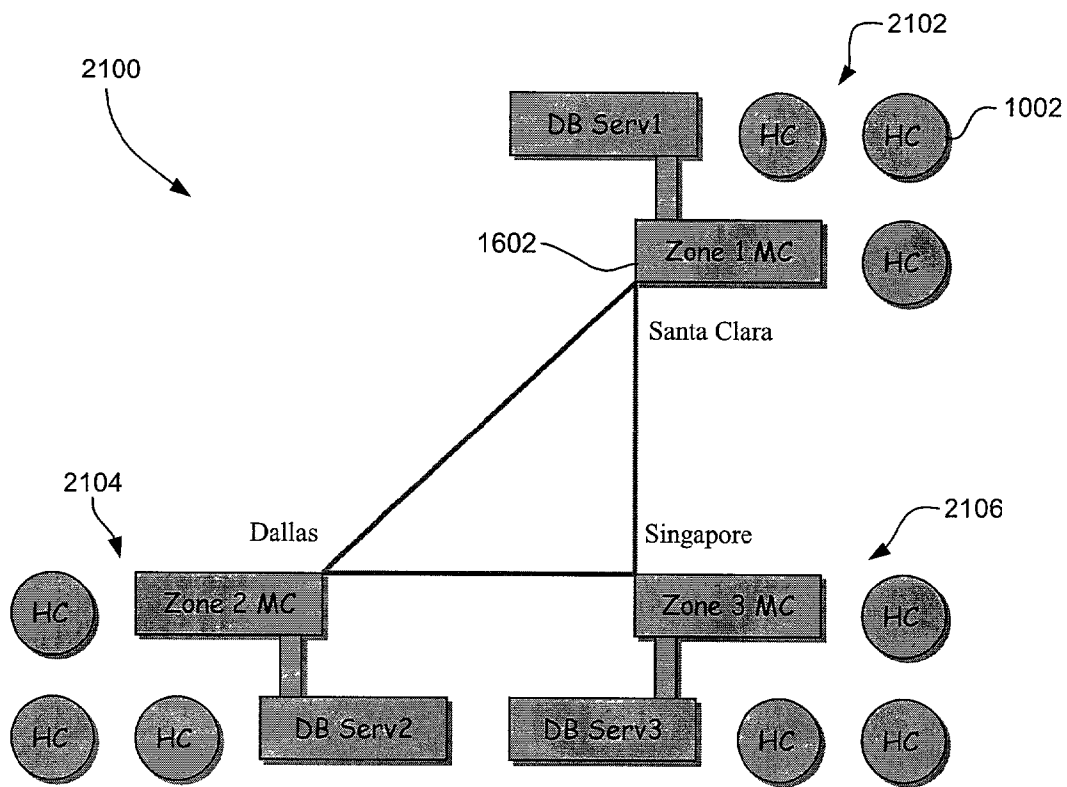 2102
2100
1002
DB Serv1
HC
HC
1602
Zone 1 MC
HC
Santa Clara
2104
2106
Dallas
Singapore
HC
Zone 2 MC
Zone 3 MC
HC
HC
HC
DB Serv2
DB Serv3
HC
HC